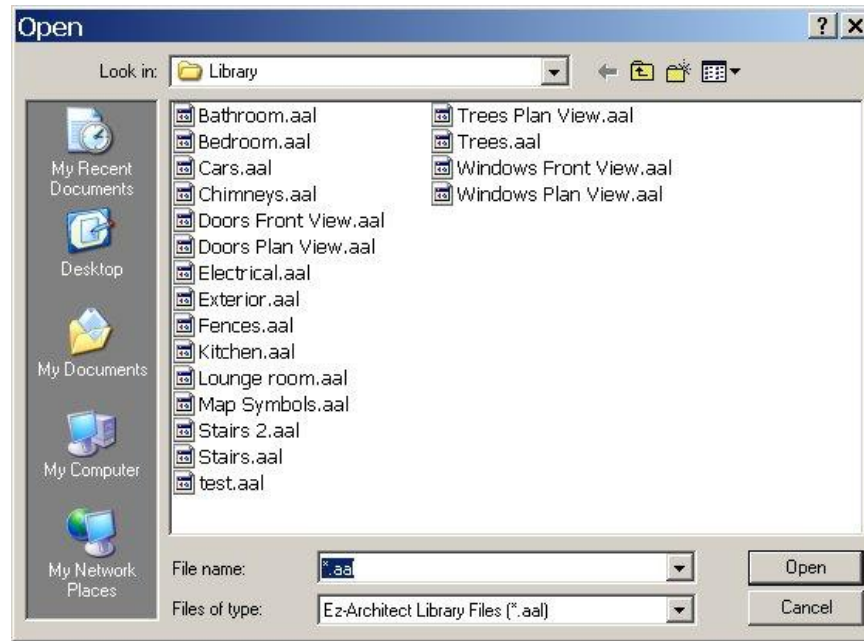 Open
Look in:
Library
My Recent
Documents
Desktop
My Documents
My Computer
My Network
Places
Bathroom.aal
Bedroom.aal
Cars.aal
Chimneys.aal
Doors Front View.aal
Doors Plan View.aal
Electrical.aal
Exterior.aal
Fences.aal
Kitchen.aal
Lounge room.aal
Map Symbols.aal
Stairs 2.aal
Stairs.aal
test.aal
Trees Plan View.aal
Trees.aal
Windows Front View.aal
Windows Plan View.aal
File name:
*.aal
Open
Files of type:
Ez-Architect Library Files (*.aal)
Cancel